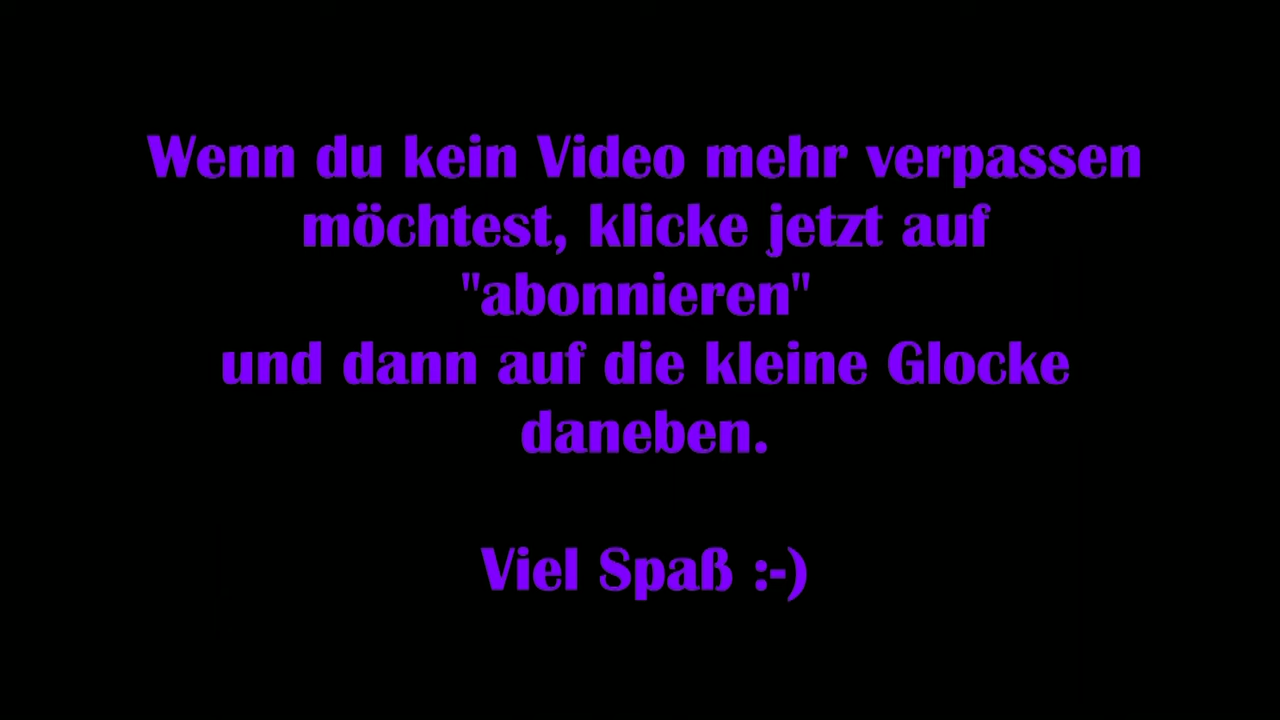 Wenn du kein Video mehr verpassen
möchtest, klicke jetzt auf
"abonnieren"
und dann auf die kleine Glocke
daneben.
Viel Spaß :-)